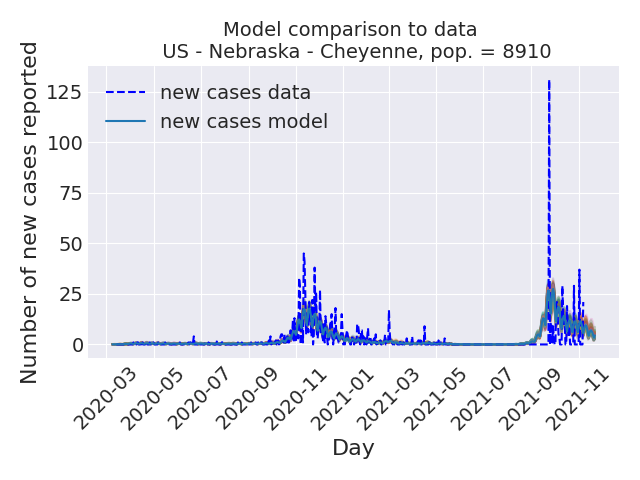 Model comparison to data
US - Nebraska - Cheyenne, pop. = 8910
Number of new cases reported
125
100
75
50
25
0
new cases data
new cases model
2020-03
2020-05
2020-07
2020-09
2020-11
2021-01
2021-03
2021-05
2021-07
2021-09
2021-11
Day